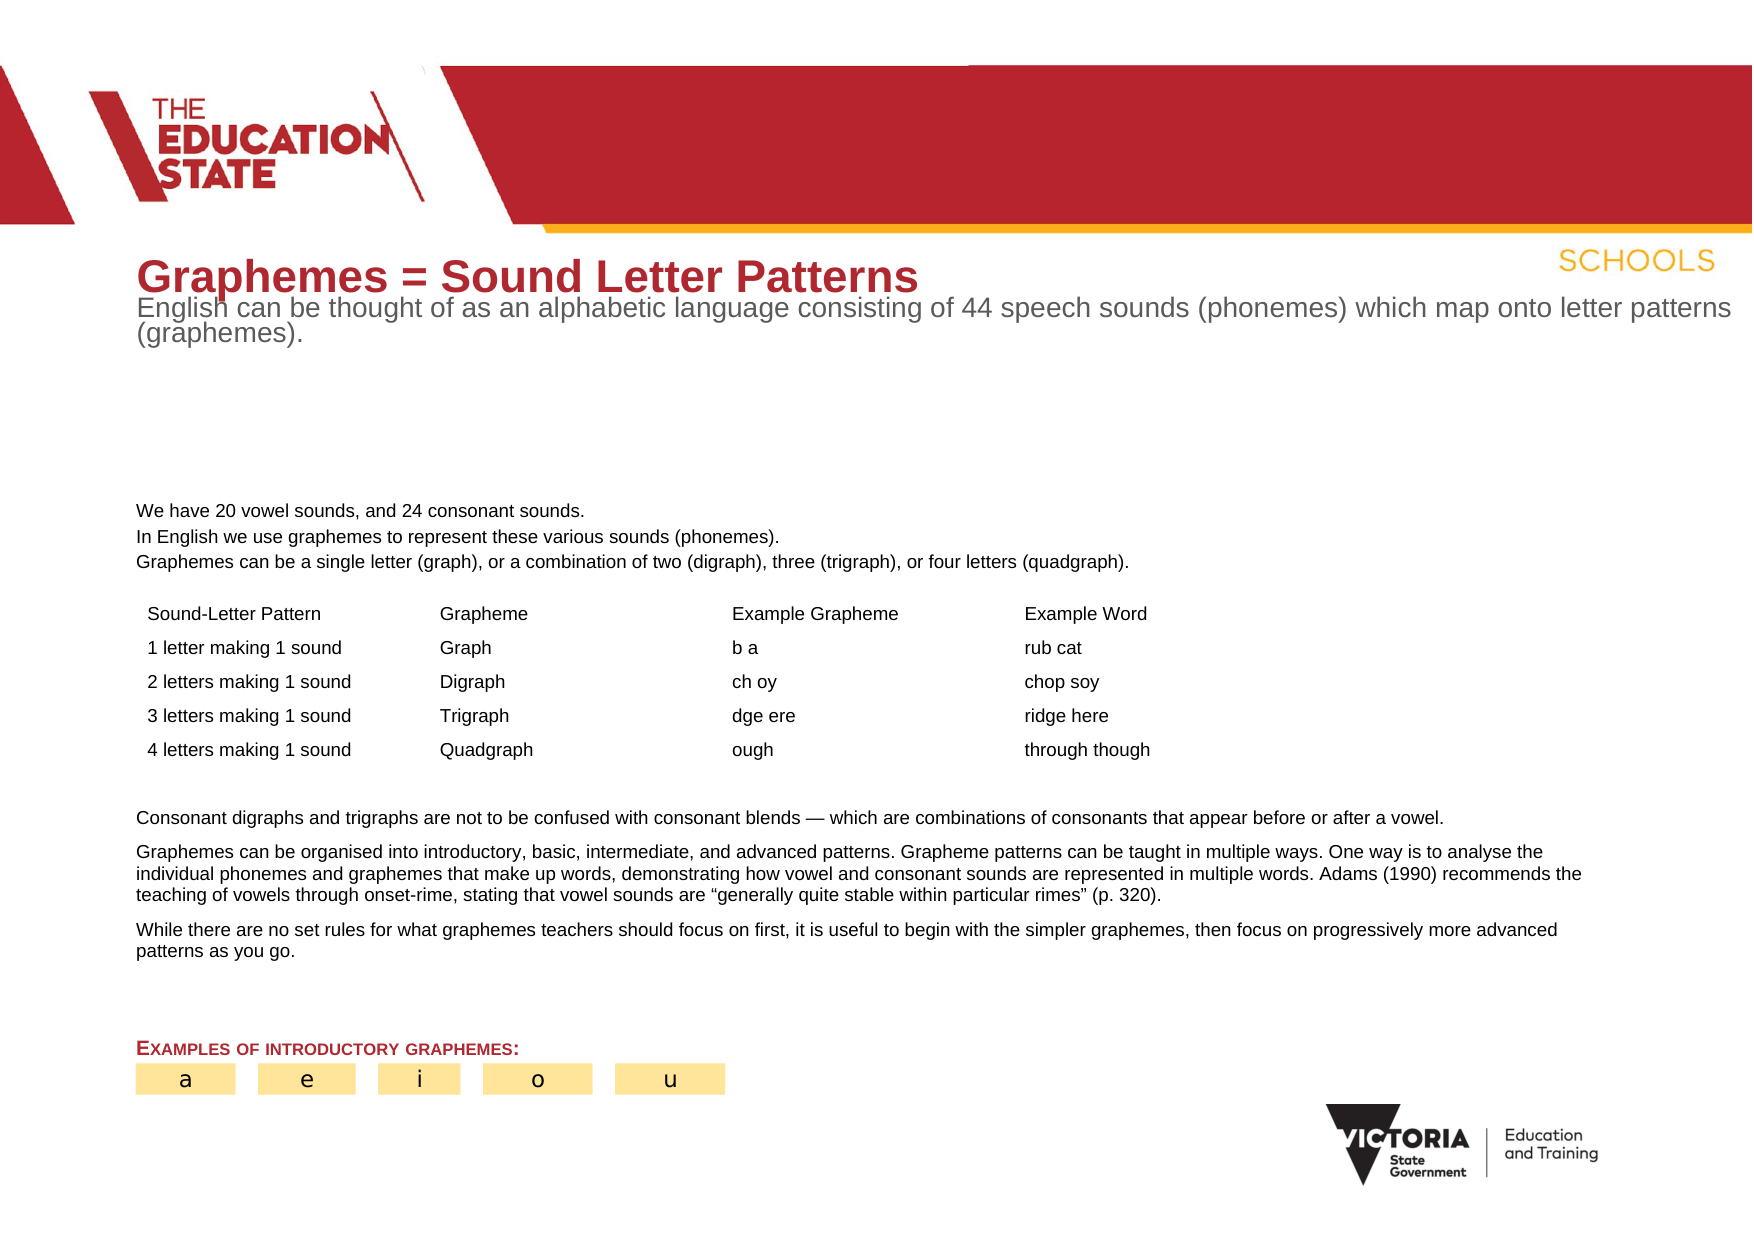 THE
EDUCATION
STATE
SCHOOLS
Graphemes = Sound Letter Patterns
English can be thought of as an alphabetic language consisting of 44 speech sounds (phonemes) which map onto letter patterns
(graphemes).
We have 20 vowel sounds, and 24 consonant sounds.
In English we use graphemes to represent these various sounds (phonemes).
Graphemes can be a single letter (graph), or a combination of two (digraph), three (trigraph), or four letters (quadgraph).
Sound-Letter Pattern Grapheme Example Grapheme Example Word
1 letter making 1 sound Graph b a rub cat
2 letters making 1 sound Digraph ch oy chop soy
3 letters making 1 sound Trigraph dge ere ridge here
4 letters making 1 sound Quadgraph ough through though
Consonant digraphs and trigraphs are not to be confused with consonant blends — which are combinations of consonants that appear before or after a vowel.
Graphemes can be organised into introductory, basic, intermediate, and advanced patterns. Grapheme patterns can be taught in multiple ways. One way is to analyse the
individual phonemes and graphemes that make up words, demonstrating how vowel and consonant sounds are represented in multiple words. Adams (1990) recommends the
teaching of vowels through onset-rime, stating that vowel sounds are “generally quite stable within particular rimes” (p. 320).
While there are no set rules for what graphemes teachers should focus on first, it is useful to begin with the simpler graphemes, then focus on progressively more advanced
patterns as you go.
EXAMPLES OF INTRODUCTORY GRAPHEMES:
a e i o u
VICTORIA
State
Government
Education
and Training